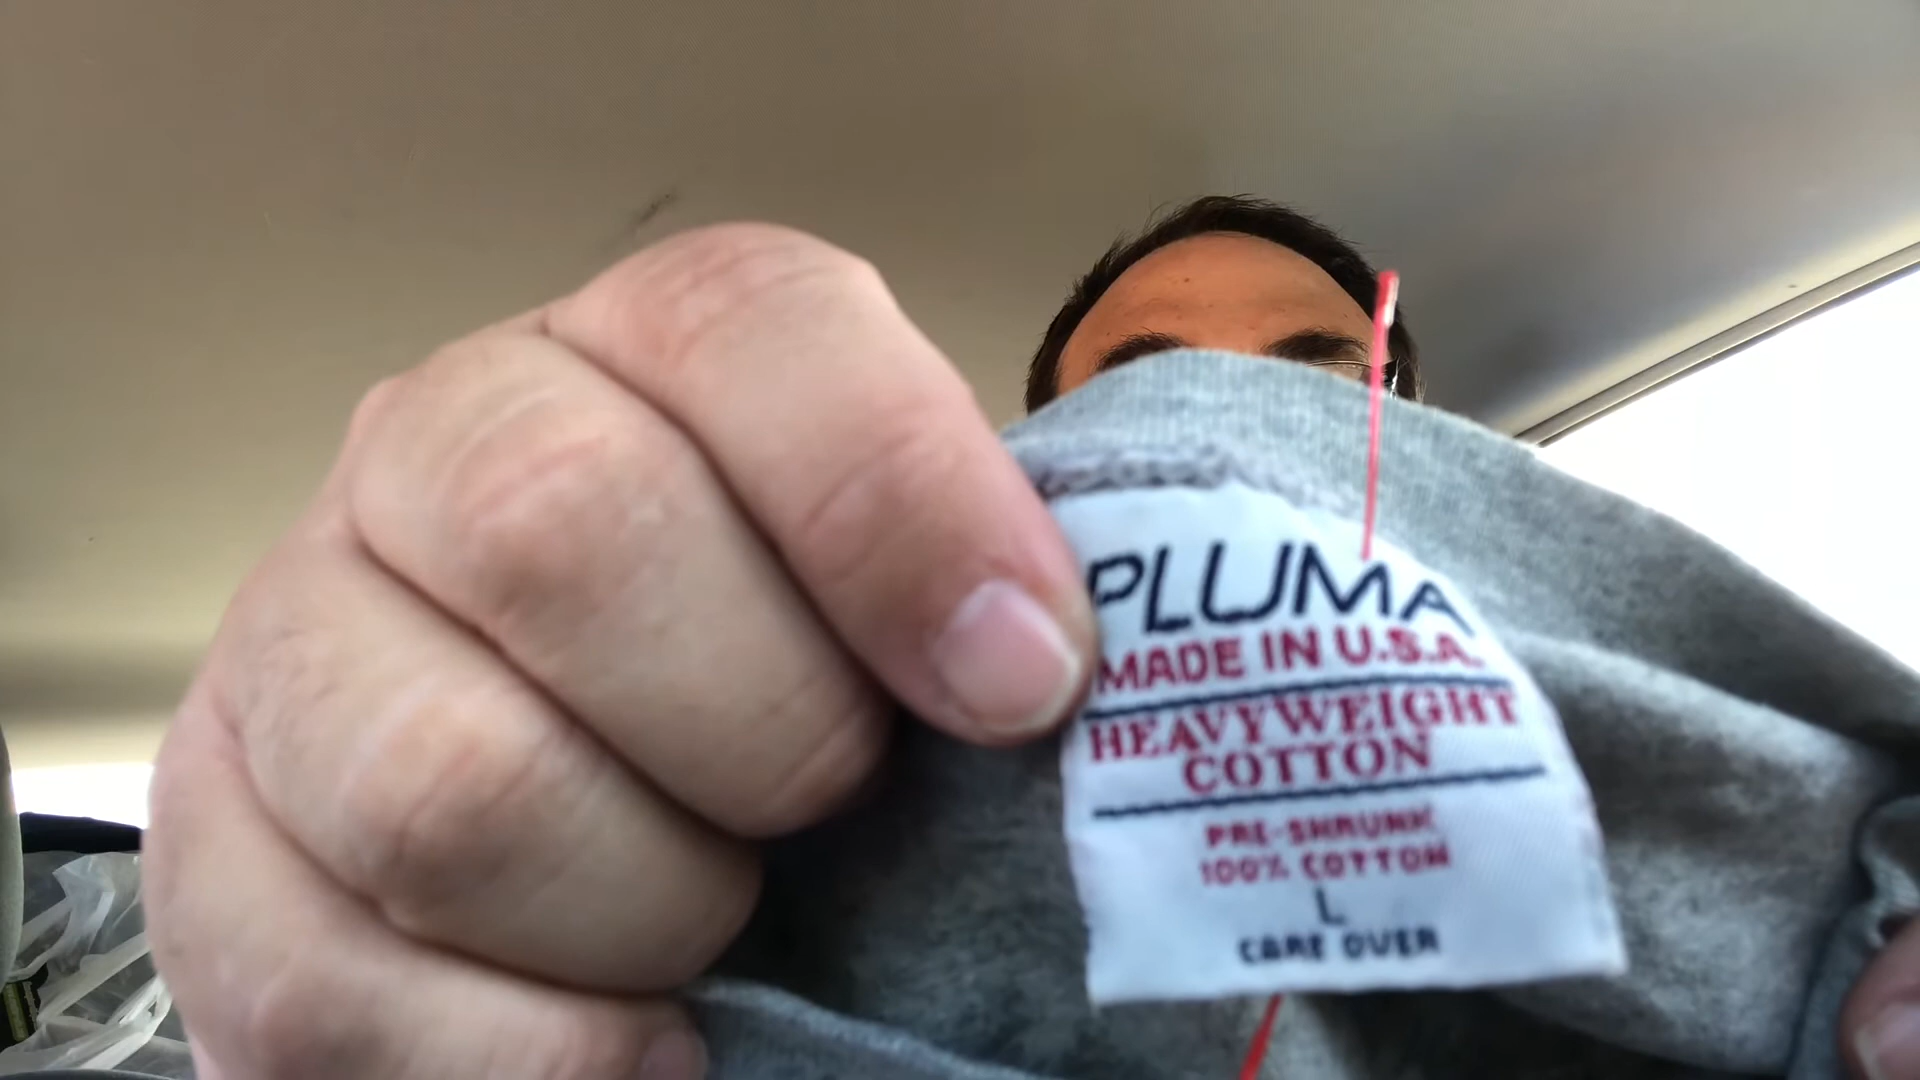 PLUMA
MADE IN U.S.A.
HEAVYWEIGHT
COTTON
PRE-SHRUNK
100% COTTON
L
CARE OVER